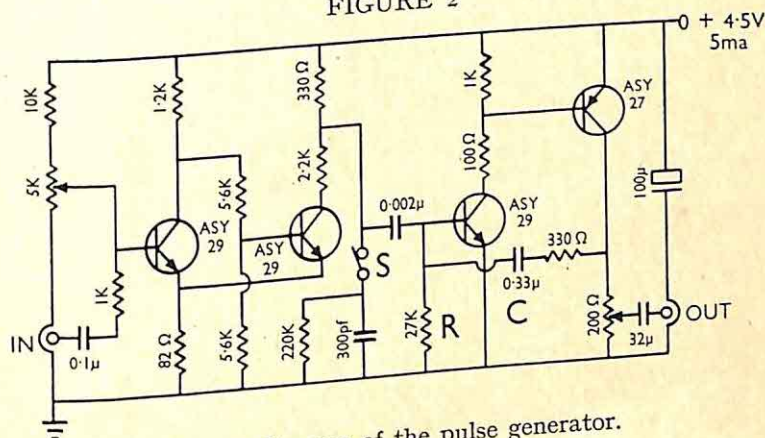 FIGURE 2
+ 4·5V
5ma
10K
1·2K
330 Ω
1K
ASY
27
5K
5·6K
2·2K
100 Ω
100μ
0·002μ
ASY
29
ASY
29
ASY
29
330 Ω
S
1K
0·33μ
IN
0·1μ
82 Ω
5·6K
220K
300pf
27K
R
C
200 Ω
32μ
OUT
of the pulse generator.